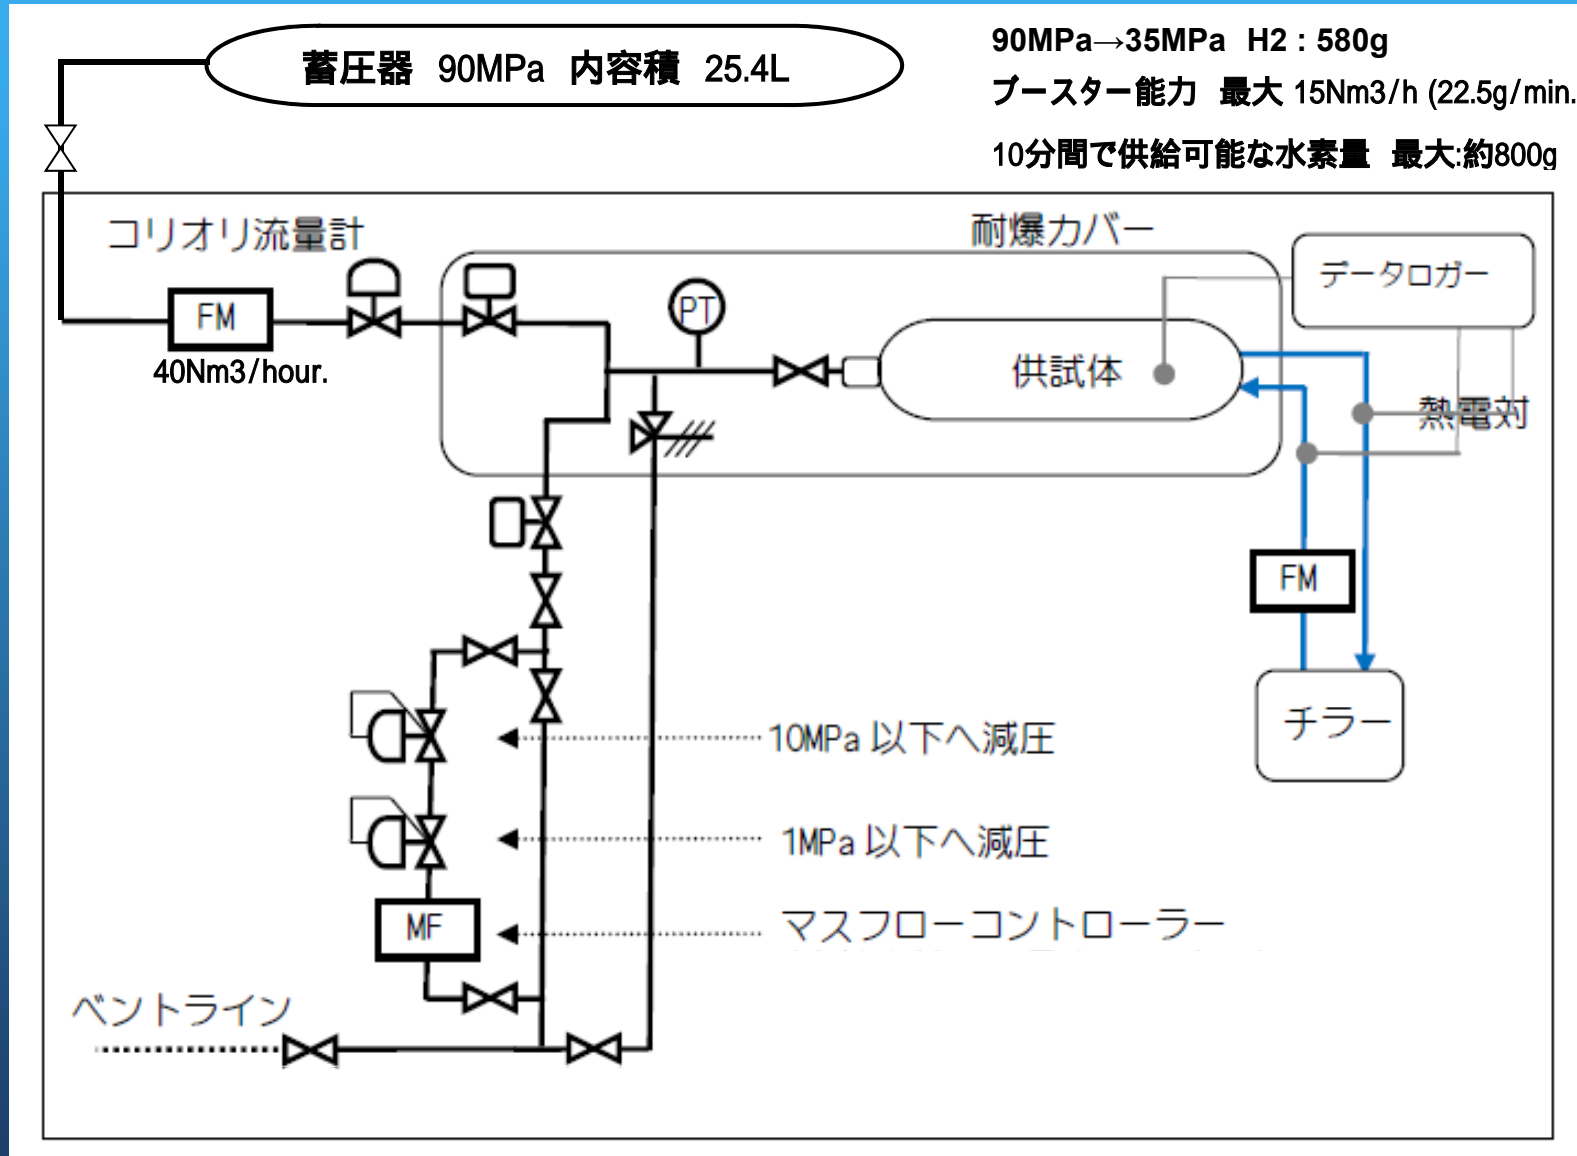 蓄圧器 90MPa 内容積 25.4L
90MPa→35MPa H2 : 580g
ブースター能力 最大 15Nm3/h (22.5g/min.
10分間で供給可能な水素量 最大:約800g
コリオリ流量計
耐爆カバー
データロガー
FM
PT
40Nm3/hour.
供試体
熱電対
FM
チラー
10MPa 以下へ減圧
1MPa 以下へ減圧
MF
マスフローコントローラー
ベントライン